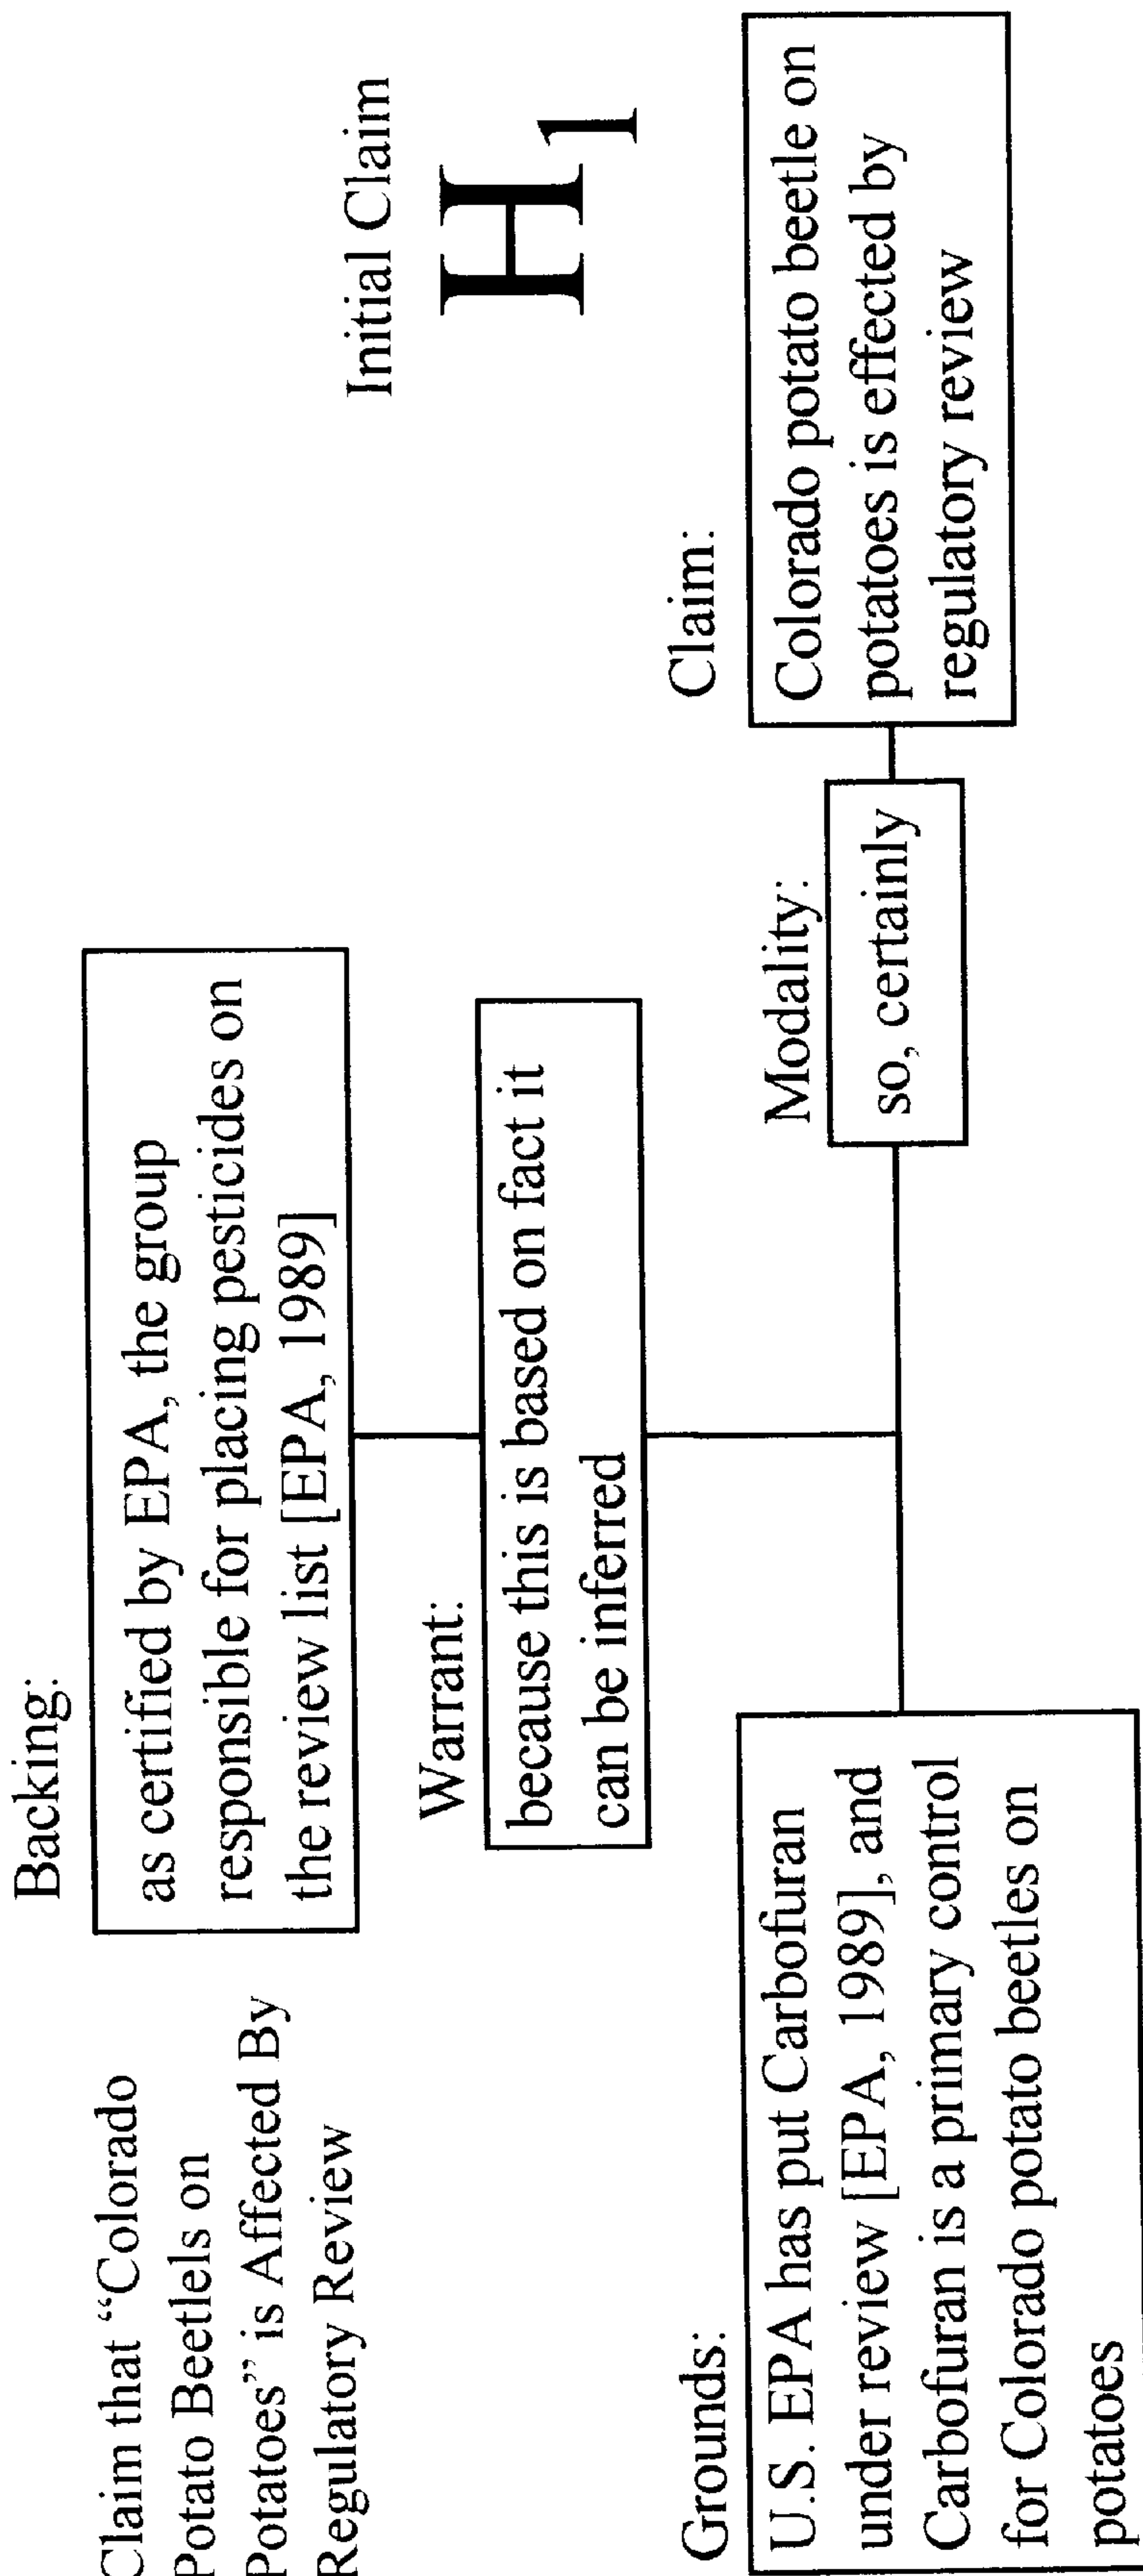 Claim that “Colorado
Potato Beetlels on
Potatoes” is Affected By
Regulatory Review
Backing:
as certified by EPA, the group
responsible for placing pesticides on
the review list [EPA, 1989]
Initial Claim
H1
Warrant:
because this is based on fact it
can be inferred
Grounds:
U.S. EPA has put Carbofuran
under review [EPA, 1989], and
Carbofuran is a primary control
for Colorado potato beetles on
potatoes
Modality:
so, certainly
Claim:
Colorado potato beetle on
potatoes is effected by
regulatory review